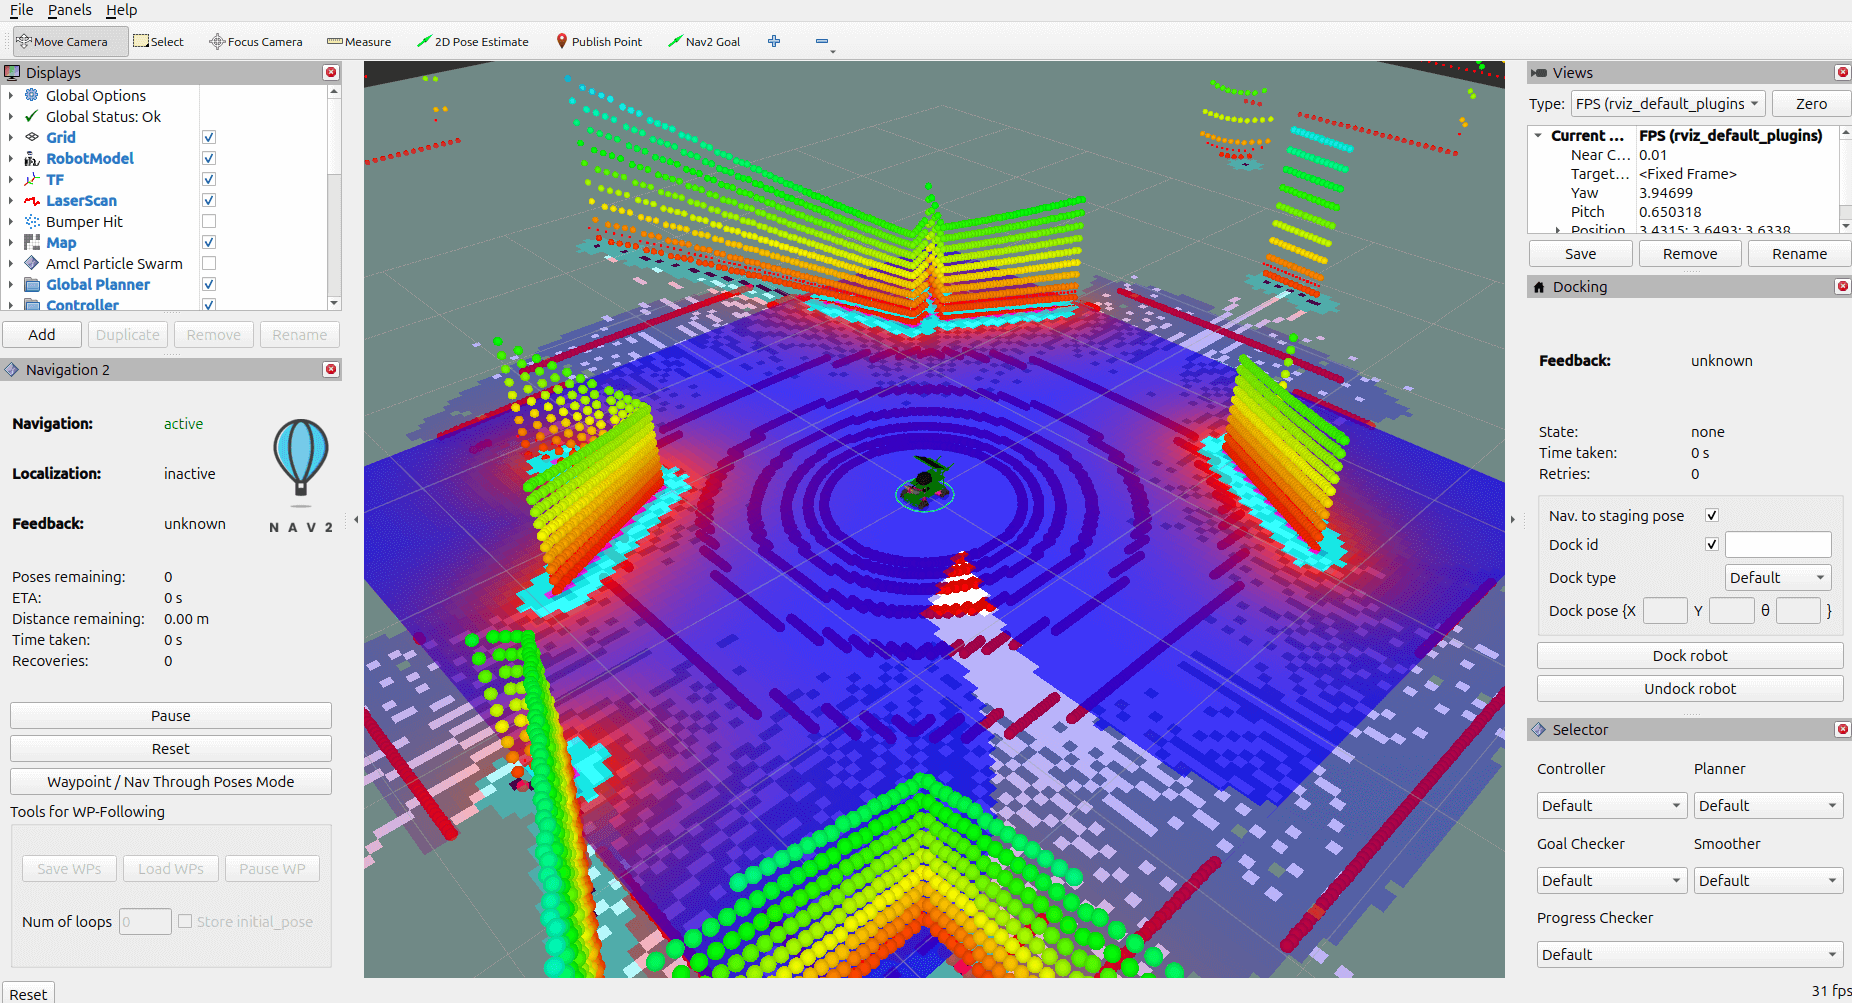 File Panels Help
Move Camera Select Focus Camera Measure 2D Pose Estimate Publish Point Nav2 Goal
Displays
Global Options
Global Status: Ok
Grid
RobotModel
TF
LaserScan
Bumper Hit
Map
Amcl Particle Swarm
Global Planner
Controller
Add Duplicate Remove Rename
Navigation 2
Navigation: active
Localization: inactive
Feedback: unknown
NAV2
Poses remaining: 0
ETA: 0 s
Distance remaining: 0.00 m
Time taken: 0 s
Recoveries: 0
Pause
Reset
Waypoint / Nav Through Poses Mode
Tools for WP-Following
Save WPs Load WPs Pause WP
Num of loops 0 Store initial_pose
Reset
Views
Type: FPS (rviz_default_plugins Zero
Current ... FPS (rviz_default_plugins)
Near C... 0.01
Target... <Fixed Frame>
Yaw 3.94699
Pitch 0.650318
Position 3.4315; 3.6493; 3.6338
Save Remove Rename
Docking
Feedback: unknown
State: none
Time taken: 0 s
Retries: 0
Nav. to staging pose
Dock id
Dock type Default
Dock pose {X Y θ }
Dock robot
Undock robot
Selector
Controller Planner
Default Default
Goal Checker Smoother
Default Default
Progress Checker
Default
31 fps